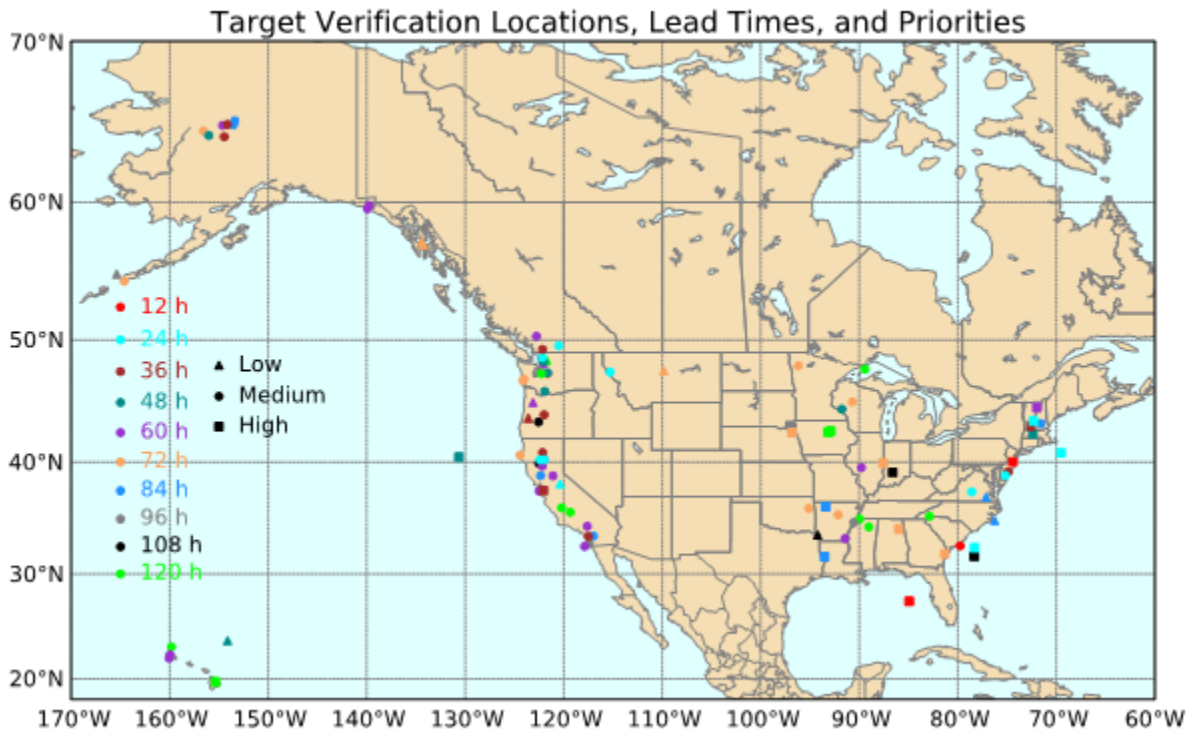 Target Verification Locations, Lead Times, and Priorities
70°N
60°N
50°N
40°N
30°N
20°N
12 h
24 h
36 h
48 h
60 h
72 h
84 h
96 h
108 h
120 h
Low
Medium
High
170°W 160°W 150°W 140°W 130°W 120°W 110°W 100°W 90°W 80°W 70°W 60°W